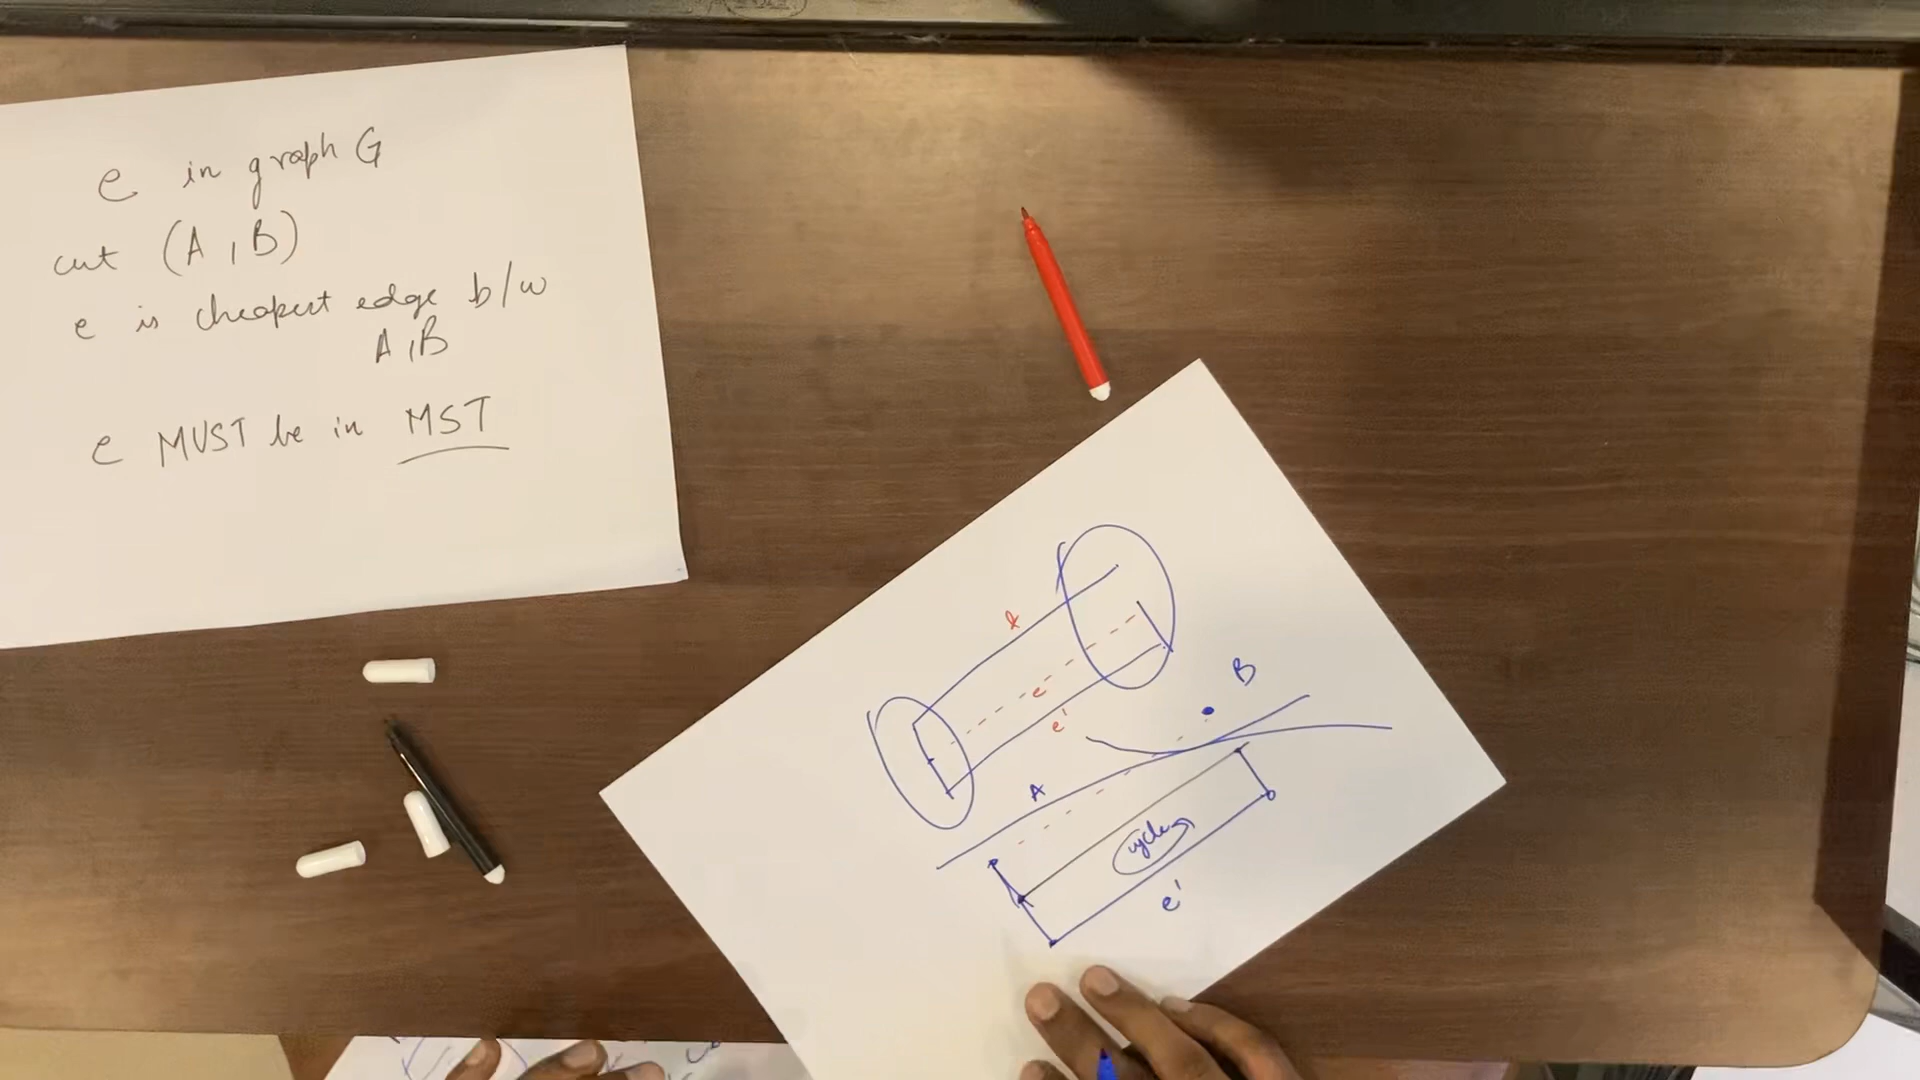 e in graph G
cut (A, B)
e is cheapest edge b/w
A, B
e MUST be in MST
e
e'
B
A
cycle
e'